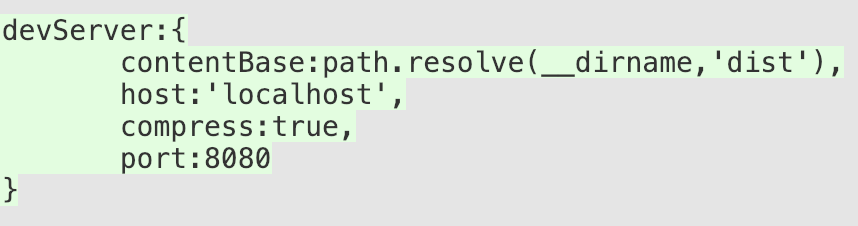 devServer:{
        contentBase:path.resolve(__dirname,'dist'),
        host:'localhost',
        compress:true,
        port:8080
}